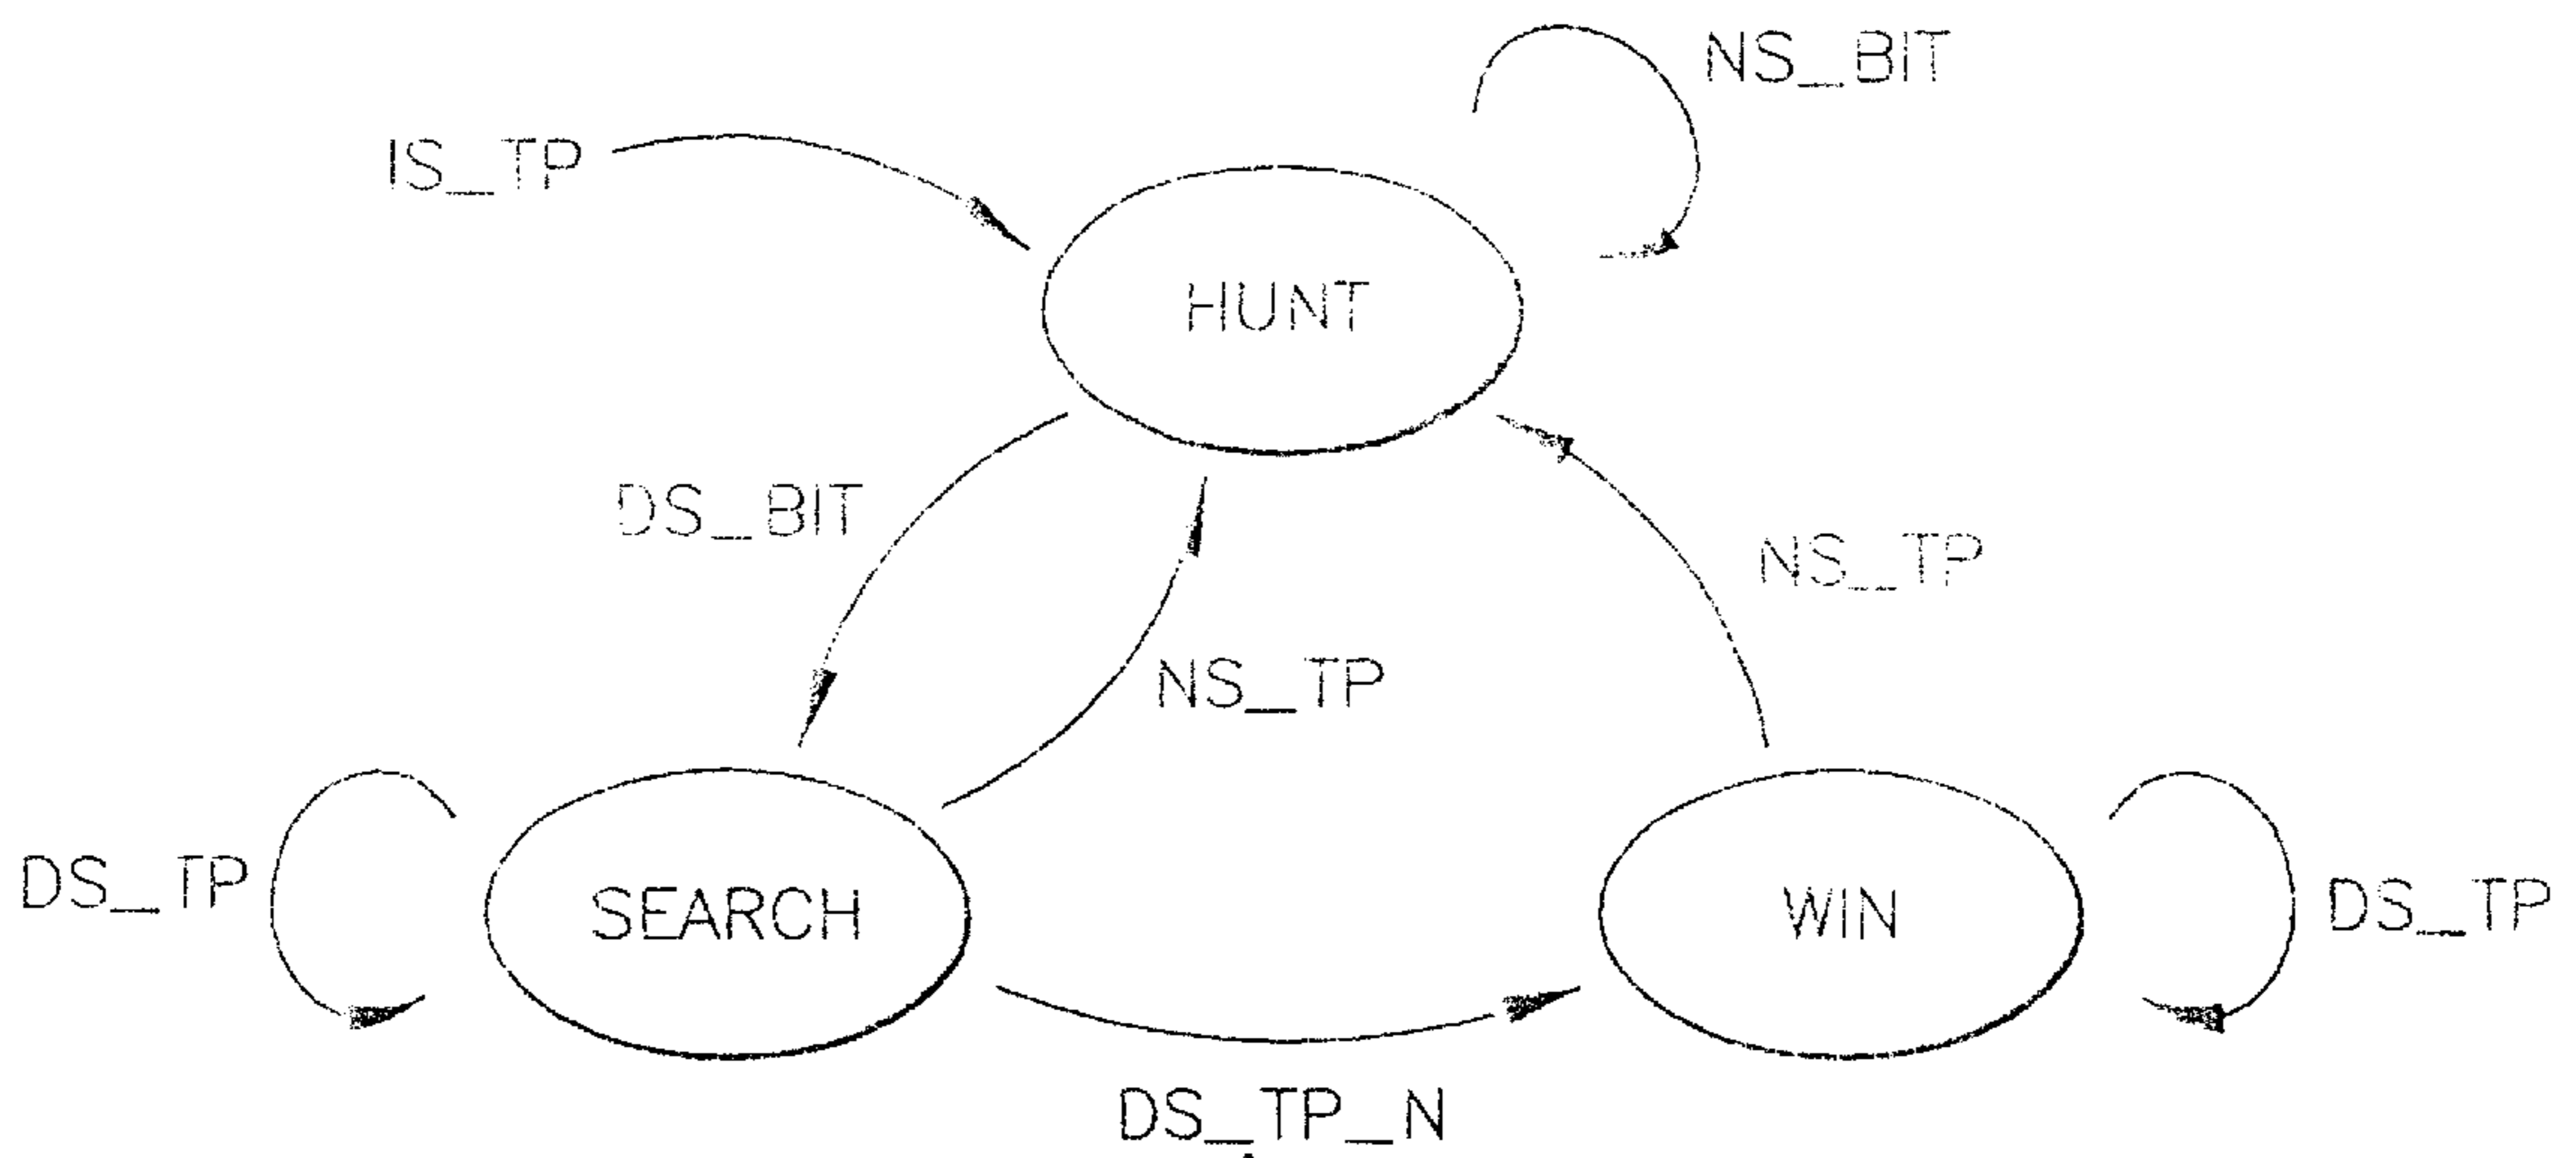 NS_BIT
IS_TP
HUNT
DS_BIT
NS_TP
NS_TP
DS_TP
SEARCH
WIN
DS_TP
DS_TP_N